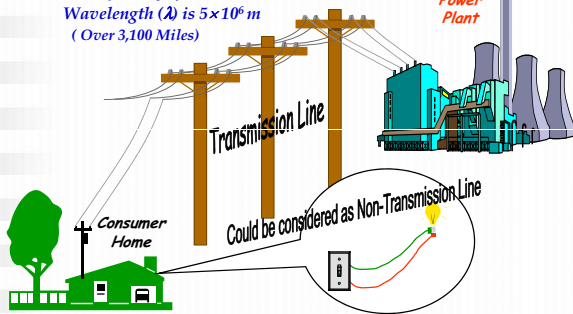 Wavelength (λ) is 5×10⁶ m
( Over 3,100 Miles)
Power
Plant
Transmission Line
Consumer
Home
Could be considered as Non-Transmission Line